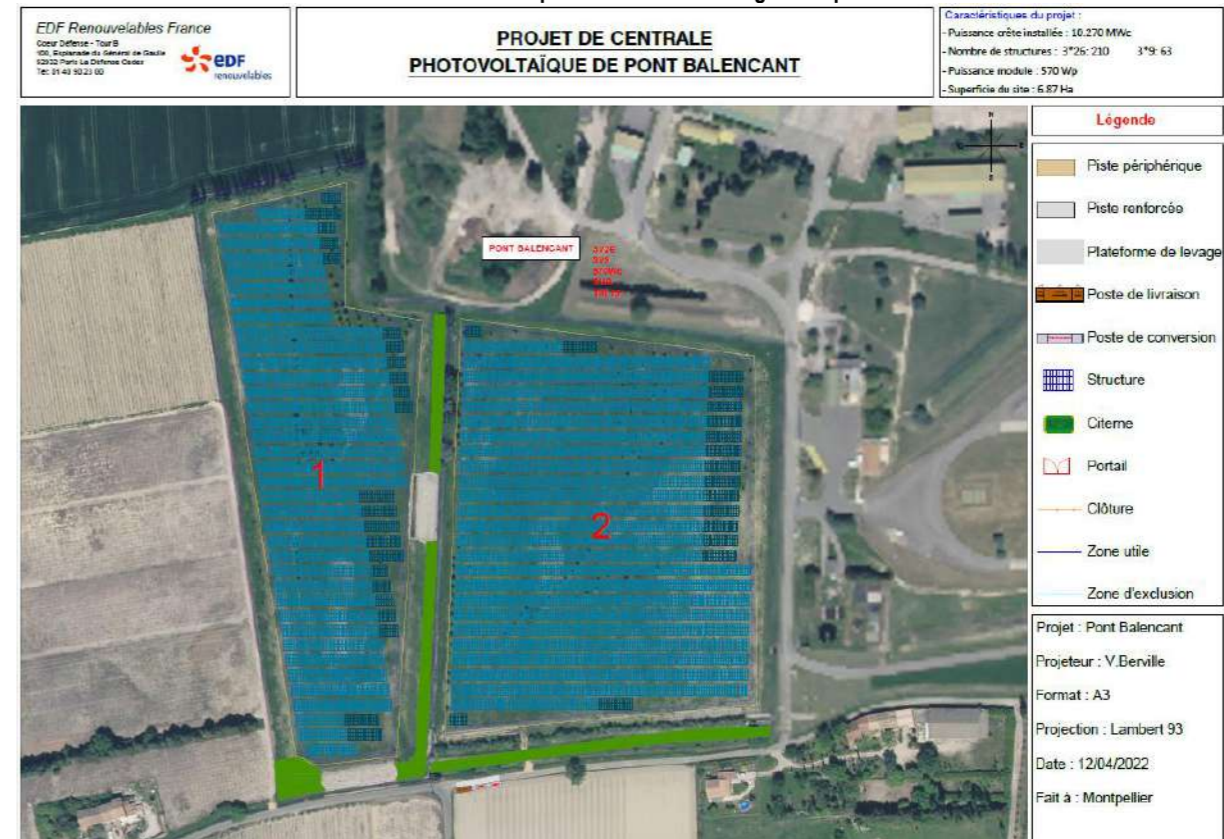 EDF Renouvelables France
Coeur Défense - Tour B
100, Esplanade du Général de Gaulle
92932 Paris La Défense Cedex
Tel: 01 40 90 23 00
edf
renouvelables
PROJET DE CENTRALE
PHOTOVOLTAÏQUE DE PONT BALENCANT
Caractéristiques du projet :
- Puissance crête installée : 10.270 MWc
- Nombre de structures : 3*26: 210 3*9: 63
- Puissance module : 570 Wp
- Superficie du site : 6.87 Ha
PONT BALENCANT
1
2
Légende
Piste périphérique
Piste renforcée
Plateforme de levage
Poste de livraison
Poste de conversion
Structure
Citerne
Portail
Clôture
Zone utile
Zone d'exclusion
Projet : Pont Balencant
Projeteur : V.Berville
Format : A3
Projection : Lambert 93
Date : 12/04/2022
Fait à : Montpellier